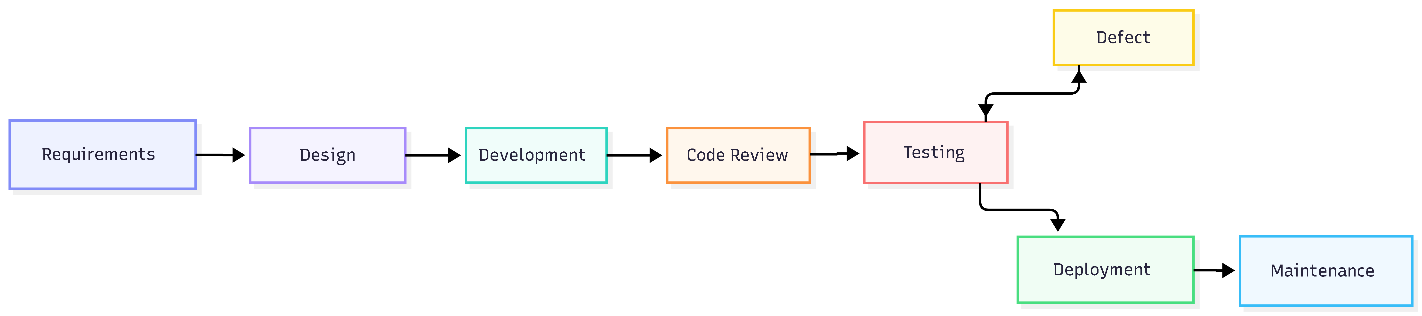 Defect
Requirements
Design
Development
Code Review
Testing
Deployment
Maintenance